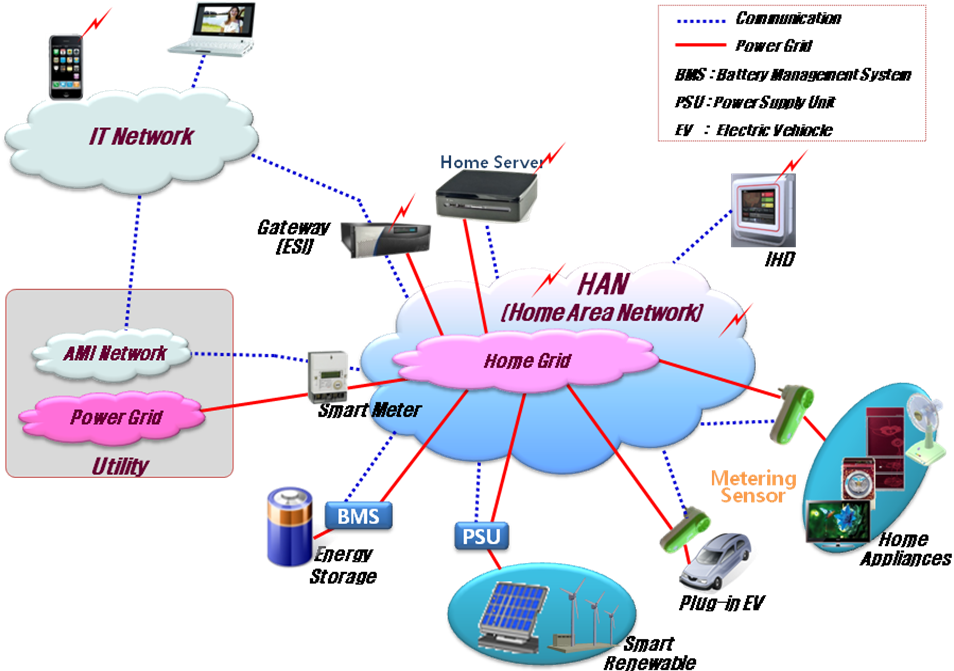 Communication
Power Grid
BMS : Battery Management System
PSU : Power Supply Unit
EV : Electric Vehiocle
IT Network
Home Server
Gateway
(ESI)
IHD
HAN
(Home Area Network)
AMI Network
Home Grid
Smart Meter
Power Grid
Utility
Metering
Sensor
BMS
PSU
Energy
Storage
Home
Appliances
Plug-in EV
Smart
Renewable